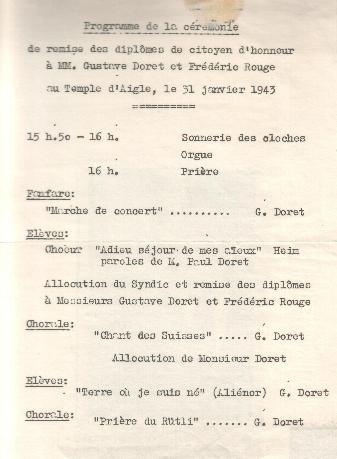 Programme de la cérémonie
de remise des diplômes de citoyen d'honneur
à MM. Gustave Doret et Frédéric Rouge
au Temple d'Aigle, le 31 janvier 1943
==========
15 h.50 - 16 h. Sonnerie des cloches
Orgue
16 h. Prière
Fanfare:
"Marche de concert" .......... G. Doret
Elèves:
Choeur "Adieu séjour de mes aïeux" Heim
paroles de M. Paul Doret
Allocution du Syndic et remise des diplômes
à Messieurs Gustave Doret et Frédéric Rouge
Chorale:
"Chant des Suisses" ..... G. Doret
Allocution de Monsieur Doret
Elèves:
"Terre où je suis né" (Aliénor) G. Doret
Chorale:
"Prière du Rütli" ....... G. Doret